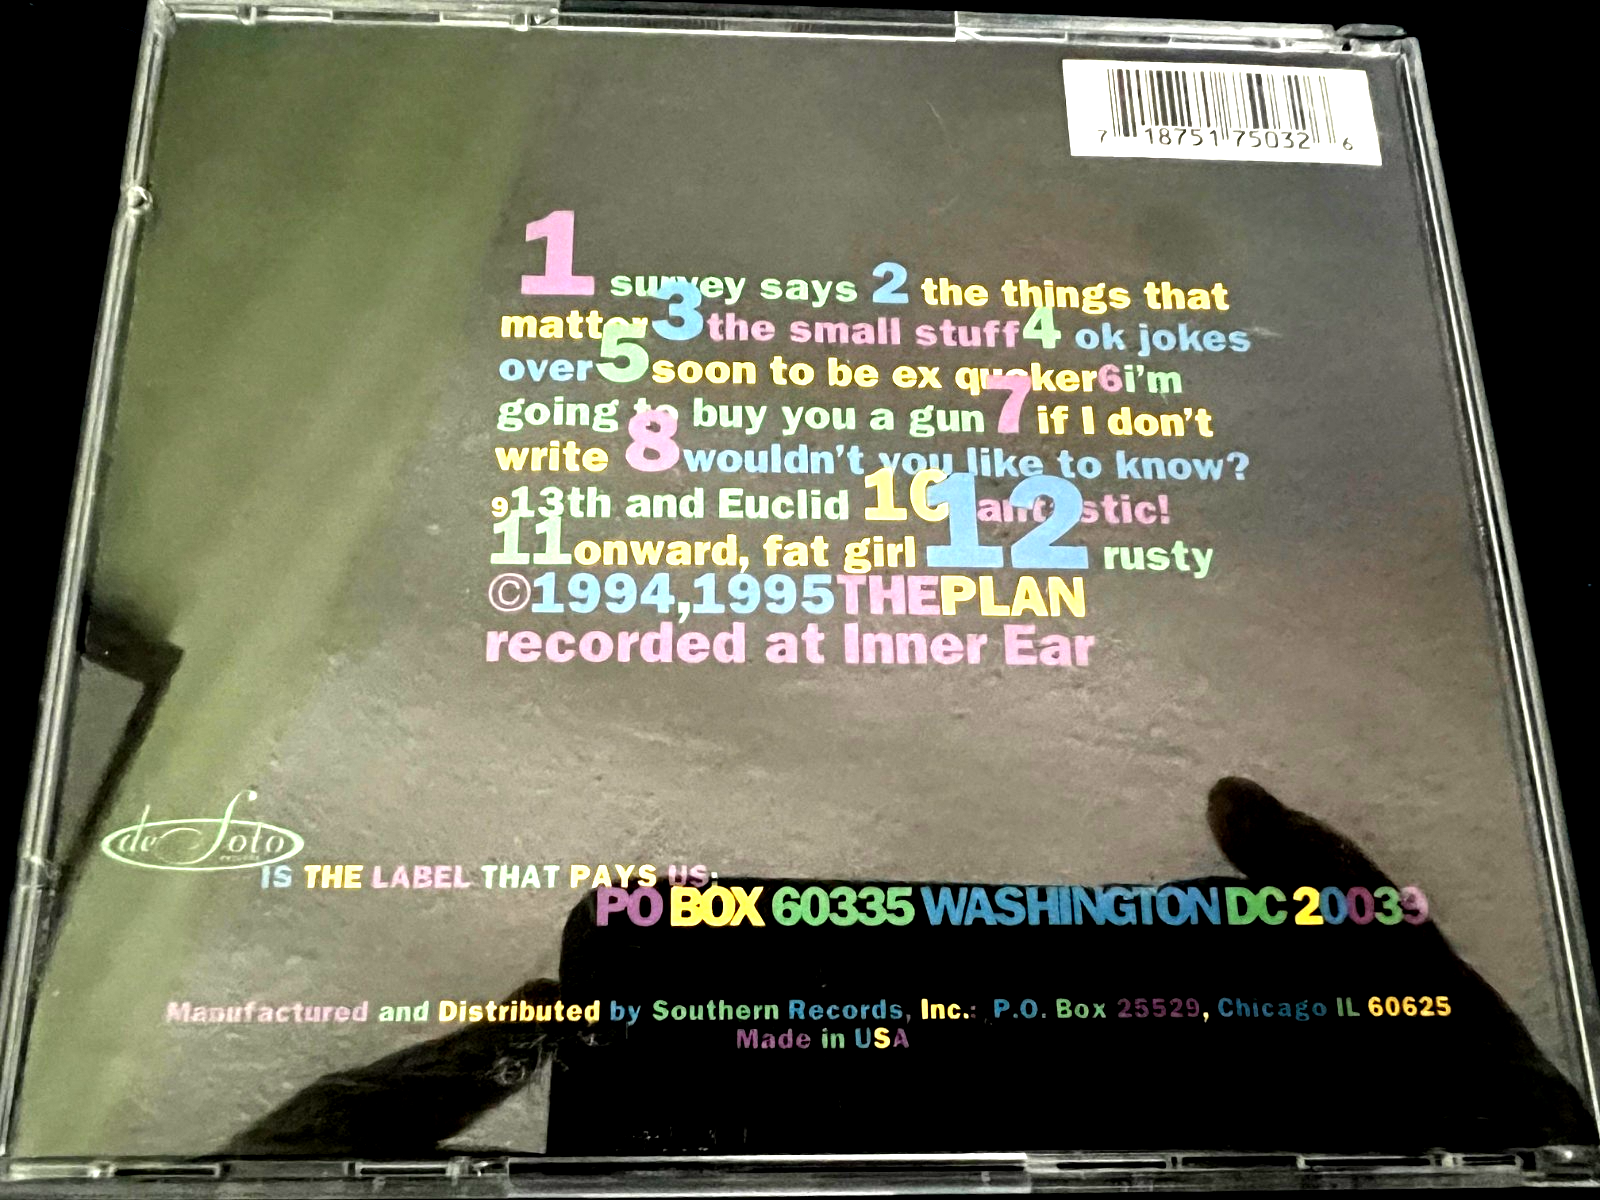 7 18751 75032 6
1 survey says 2 the things that
matter 3 the small stuff 4 ok jokes
over 5 soon to be ex quaker 6 i'm
going to buy you a gun 7 if I don't
write 8 wouldn't you like to know?
9 13th and Euclid 10 fantastic!
11 onward, fat girl 12 rusty
©1994,1995THEPLAN
recorded at Inner Ear
de Soto
IS THE LABEL THAT PAYS US:
PO BOX 60335 WASHINGTON DC 20039
Manufactured and Distributed by Southern Records, Inc.: P.O. Box 25529, Chicago IL 60625
Made in USA